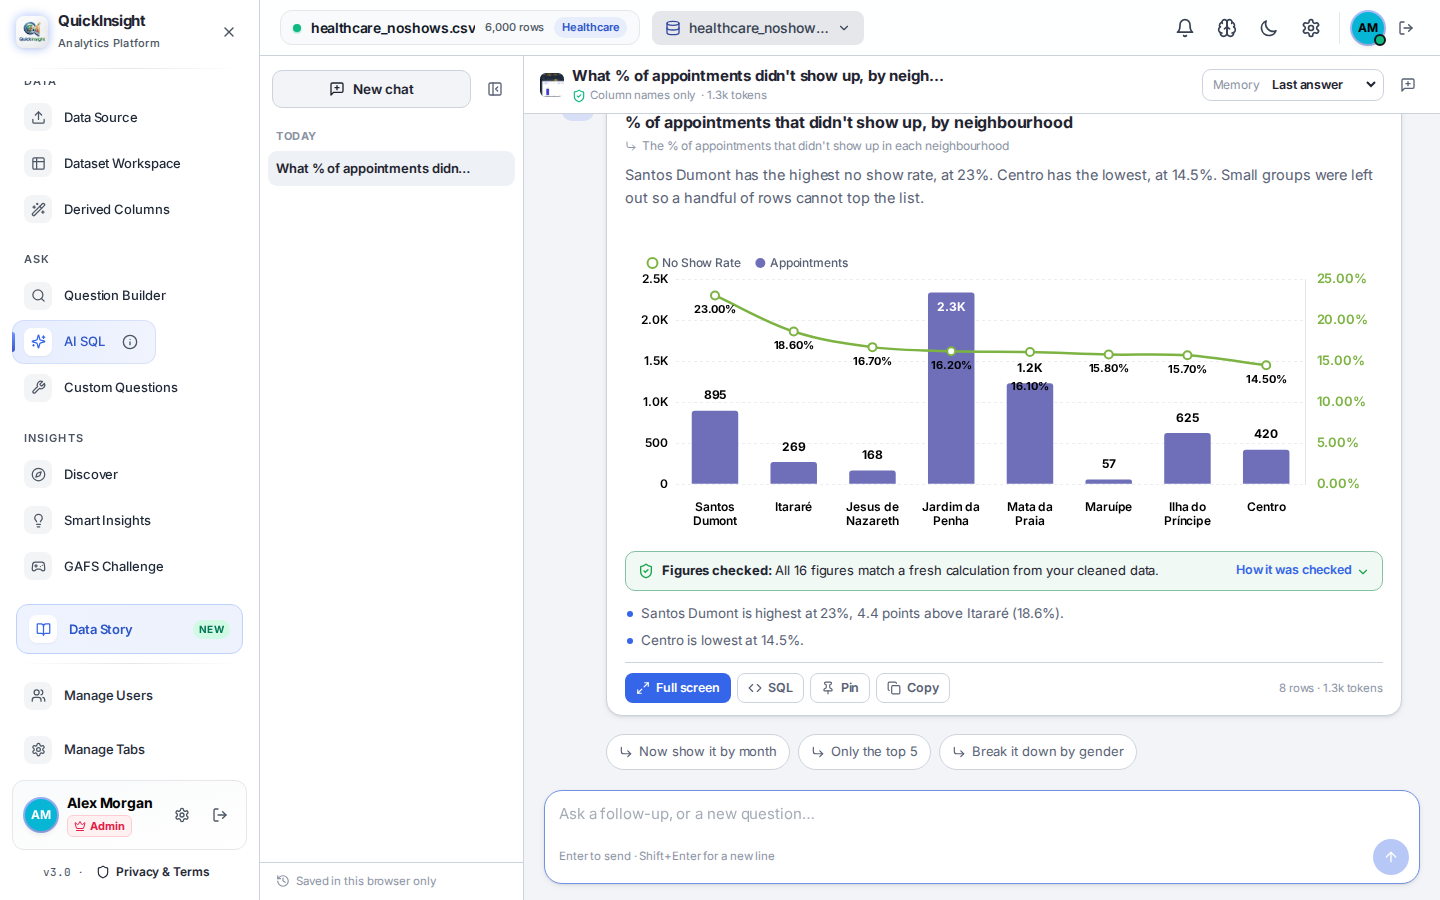 QuickInsight
Analytics Platform
DATA
Data Source
Dataset Workspace
Derived Columns
ASK
Question Builder
AI SQL
Custom Questions
INSIGHTS
Discover
Smart Insights
GAFS Challenge
Data Story NEW
Manage Users
Manage Tabs
AM Alex Morgan
Admin
v3.0 · Privacy & Terms
healthcare_noshows.csv 6,000 rows Healthcare
healthcare_noshow...
AM
New chat
TODAY
What % of appointments didn...
Saved in this browser only
What % of appointments didn't show up, by neigh...
Column names only · 1.3k tokens
Memory Last answer
% of appointments that didn't show up, by neighbourhood
The % of appointments that didn't show up in each neighbourhood
Santos Dumont has the highest no show rate, at 23%. Centro has the lowest, at 14.5%. Small groups were left
out so a handful of rows cannot top the list.
No Show Rate Appointments
2.5K 25.00%
23.00% 2.3K
2.0K 20.00%
18.60%
1.5K 16.70% 16.20% 1.2K 15.80% 15.70% 15.00%
16.10% 14.50%
895 1.0K 10.00%
625 420
500 269 168 57 5.00%
0 0.00%
Santos Dumont
Itararé
Jesus de Nazareth
Jardim da Penha
Mata da Praia
Maruípe
Ilha do Príncipe
Centro
Figures checked: All 16 figures match a fresh calculation from your cleaned data. How it was checked
Santos Dumont is highest at 23%, 4.4 points above Itararé (18.6%).
Centro is lowest at 14.5%.
Full screen SQL Pin Copy 8 rows · 1.3k tokens
Now show it by month Only the top 5 Break it down by gender
Ask a follow-up, or a new question...
Enter to send · Shift+Enter for a new line